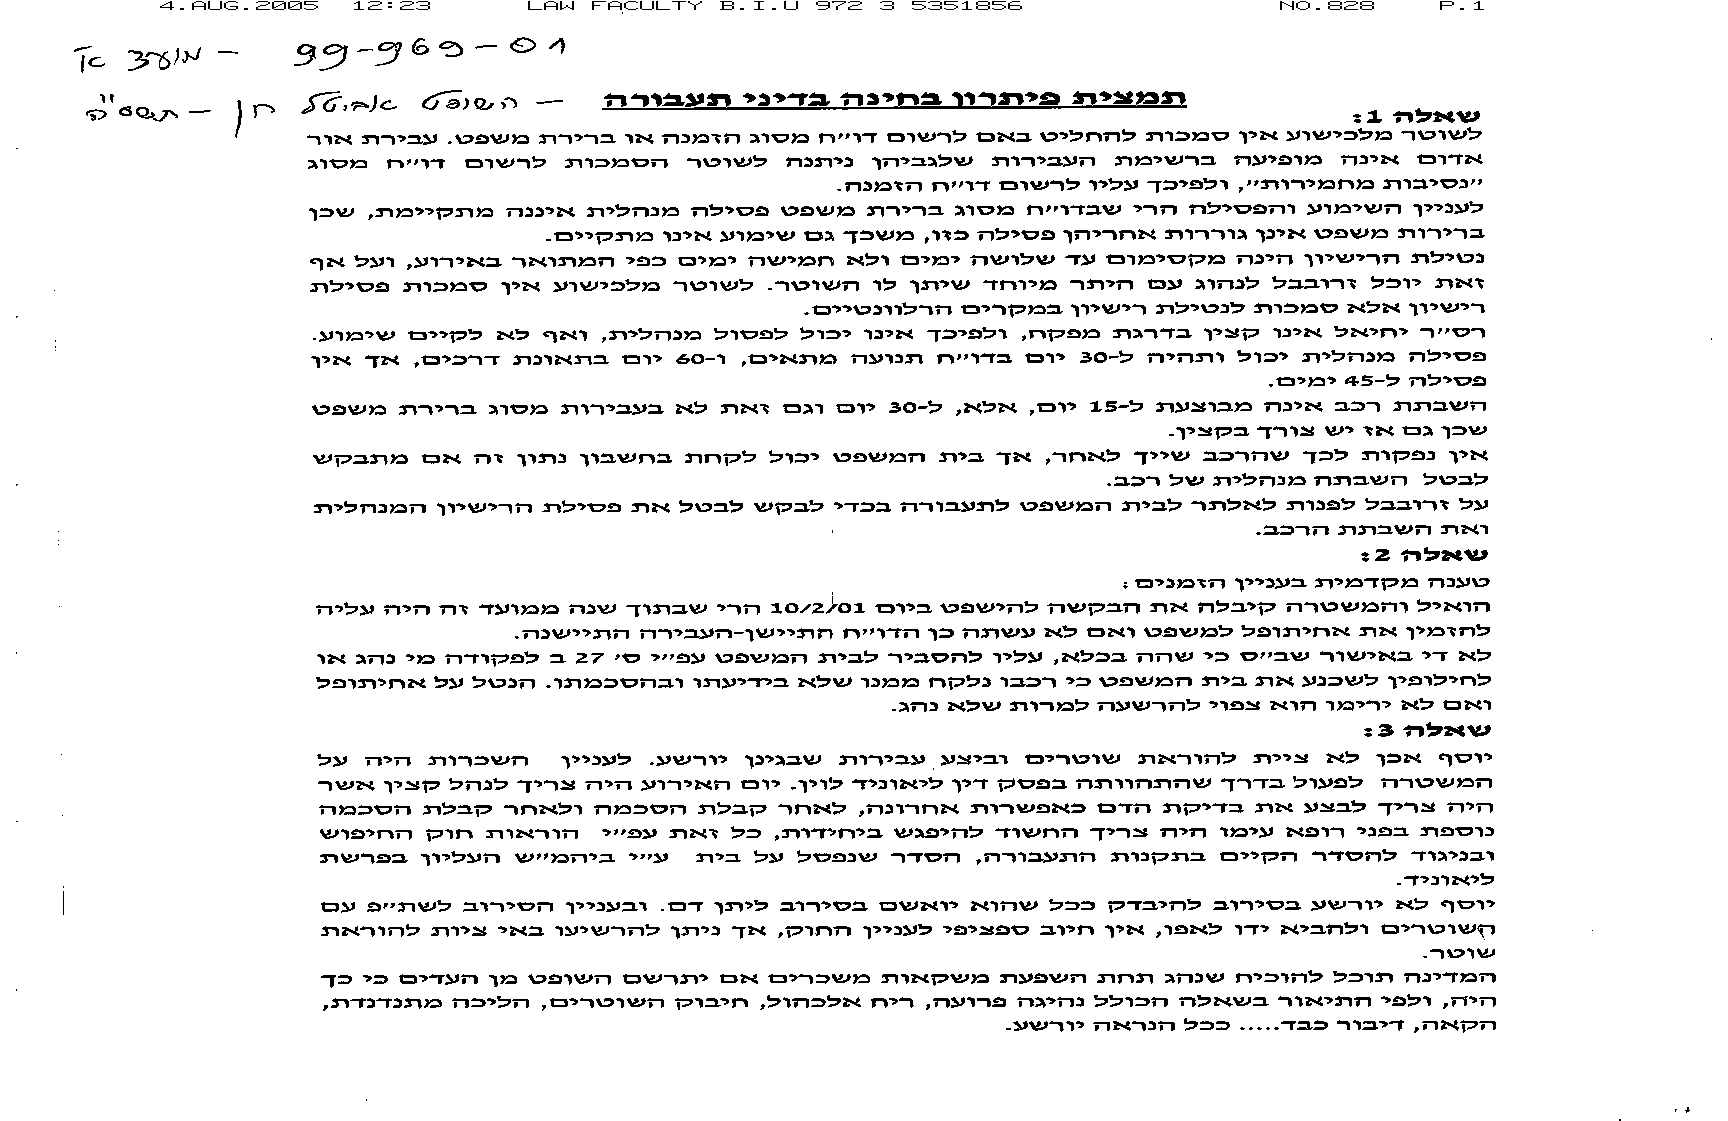 4.AUG.2005 12:23 LAW FACULTY B.I.U 972 3 5351856 NO.828 P.1
99-969-01 - מועד א'
תמצית פיתרון בחינה בדיני תעבורה - השופט אביטל חן - תשס"ה
שאלה 1:
לשוטר מלכישוע אין סמכות להחליט באם לרשום דו״ח מסוג הזמנה או ברירת משפט. עבירת אור
אדום אינה מופיעה ברשימת העבירות שלגביהן ניתנה לשוטר הסמכות לרשום דו״ח מסוג
״נסיבות מחמירות״, ולפיכך עליו לרשום דו״ח הזמנה.
לעניין השימוע והפסילה הרי שבדו״ח מסוג ברירת משפט פסילה מנהלית איננה מתקיימת, שכן
ברירות משפט אינן גוררות אחריהן פסילה כזו, משכך גם שימוע אינו מתקיים.
נטילת הרישיון הינה מקסימום עד שלושה ימים ולא חמישה ימים כפי המתואר באירוע, ועל אף
זאת יוכל זרובבל לנהוג עם היתר מיוחד שיתן לו השוטר. לשוטר מלכישוע אין סמכות פסילת
רישיון אלא סמכות לנטילת רישיון במקרים הרלוונטיים.
רס״ר יחיאל אינו קצין בדרגת מפקח, ולפיכך אינו יכול לפסול מנהלית, ואף לא לקיים שימוע.
פסילה מנהלית יכול ותהיה ל-30 יום בדו״ח תנועה מתאים, ו-60 יום בתאונת דרכים, אך אין
פסילה ל-45 ימים.
השבתת רכב אינה מבוצעת ל-15 יום, אלא, ל-30 יום וגם זאת לא בעבירות מסוג ברירת משפט
שכן גם אז יש צורך בקצין.
אין נפקות לכך שהרכב שייך לאחר, אך בית המשפט יכול לקחת בחשבון נתון זה אם מתבקש
לבטל השבתה מנהלית של רכב.
על זרובבל לפנות לאלתר לבית המשפט לתעבורה בכדי לבקש לבטל את פסילת הרישיון המנהלית
ואת השבתת הרכב.
שאלה 2:
טענה מקדמית בעניין הזמנים:
הואיל והמשטרה קיבלה את הבקשה להישפט ביום 10/2/01 הרי שבתוך שנה ממועד זה היה עליה
להזמין את אחיתופל למשפט ואם לא עשתה כן הדו״ח התיישן-העבירה התיישנה.
לא די באישור שב״ס כי שהה בכלא, עליו להסביר לבית המשפט עפ״י ס׳ 27 ב לפקודה מי נהג או
לחילופין לשכנע את בית המשפט כי רכבו נלקח ממנו שלא בידיעתו ובהסכמתו. הנטל על אחיתופל
ואם לא ירימו הוא צפוי להרשעה למרות שלא נהג.
שאלה 3:
יוסף אכן לא ציית להוראת שוטרים וביצע עבירות שבגינן יורשע. לעניין השכרות היה על
המשטרה לפעול בדרך שהתחוותה בפסק דין ליאוניד לוין. יום האירוע היה צריך לנהל קצין אשר
היה צריך לבצע את בדיקת הדם כאפשרות אחרונה, לאחר קבלת הסכמה ולאחר קבלת הסכמה
נוספת בפני רופא עימו היה צריך החשוד להיפגש ביחידות, כל זאת עפ״י הוראות חוק החיפוש
ובניגוד להסדר הקיים בתקנות התעבורה, הסדר שנפסל על בית ע״י ביהמ״ש העליון בפרשת
ליאוניד.
יוסף לא יורשע בסירוב להיבדק ככל שהוא יואשם בסירוב ליתן דם. ובעניין הסירוב לשת״פ עם
השוטרים ולהביא ידו לאפו, אין חיוב ספציפי לעניין החוק, אך ניתן להרשיעו באי ציות להוראת
שוטר.
המדינה תוכל להוכיח שנהג תחת השפעת משקאות משכרים אם יתרשם השופט מן העדים כי כך
היה, ולפי התיאור בשאלה הכולל נהיגה פרועה, ריח אלכהול, חיבוק השוטרים, הליכה מתנדנדת,
הקאה, דיבור כבד..... ככל הנראה יורשע.